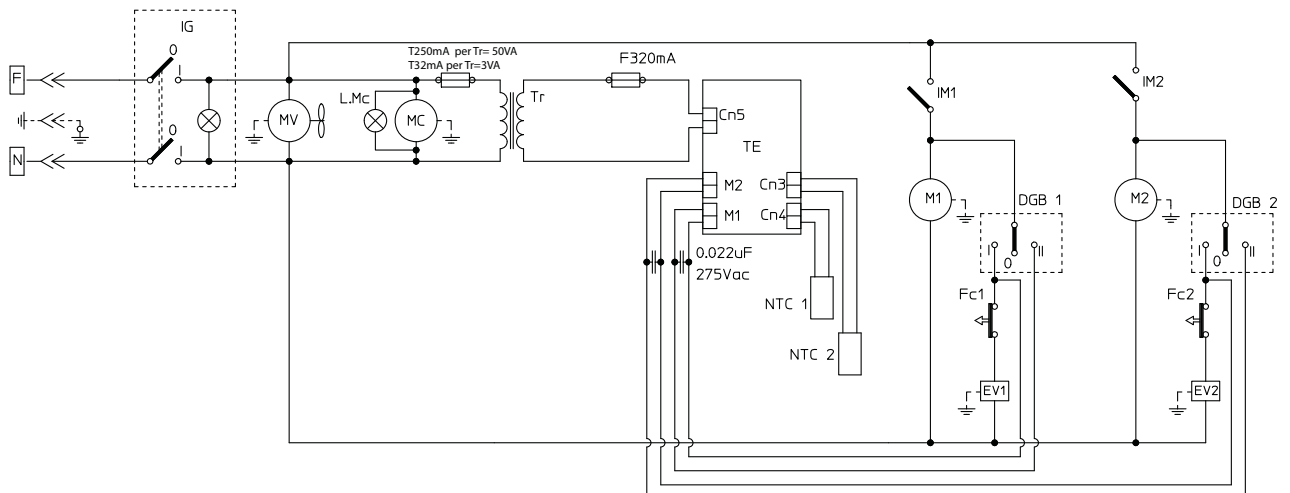 IG
0
I
F
0
I
N
MV
L.Mc
MC
T250mA per Tr= 50VA
T32mA per Tr=3VA
Tr
F320mA
Cn5
TE
M2
Cn3
M1
Cn4
0.022uF
275Vac
NTC 1
NTC 2
IM1
M1
DGB 1
I
0
II
Fc1
EV1
IM2
M2
DGB 2
I
0
II
Fc2
EV2